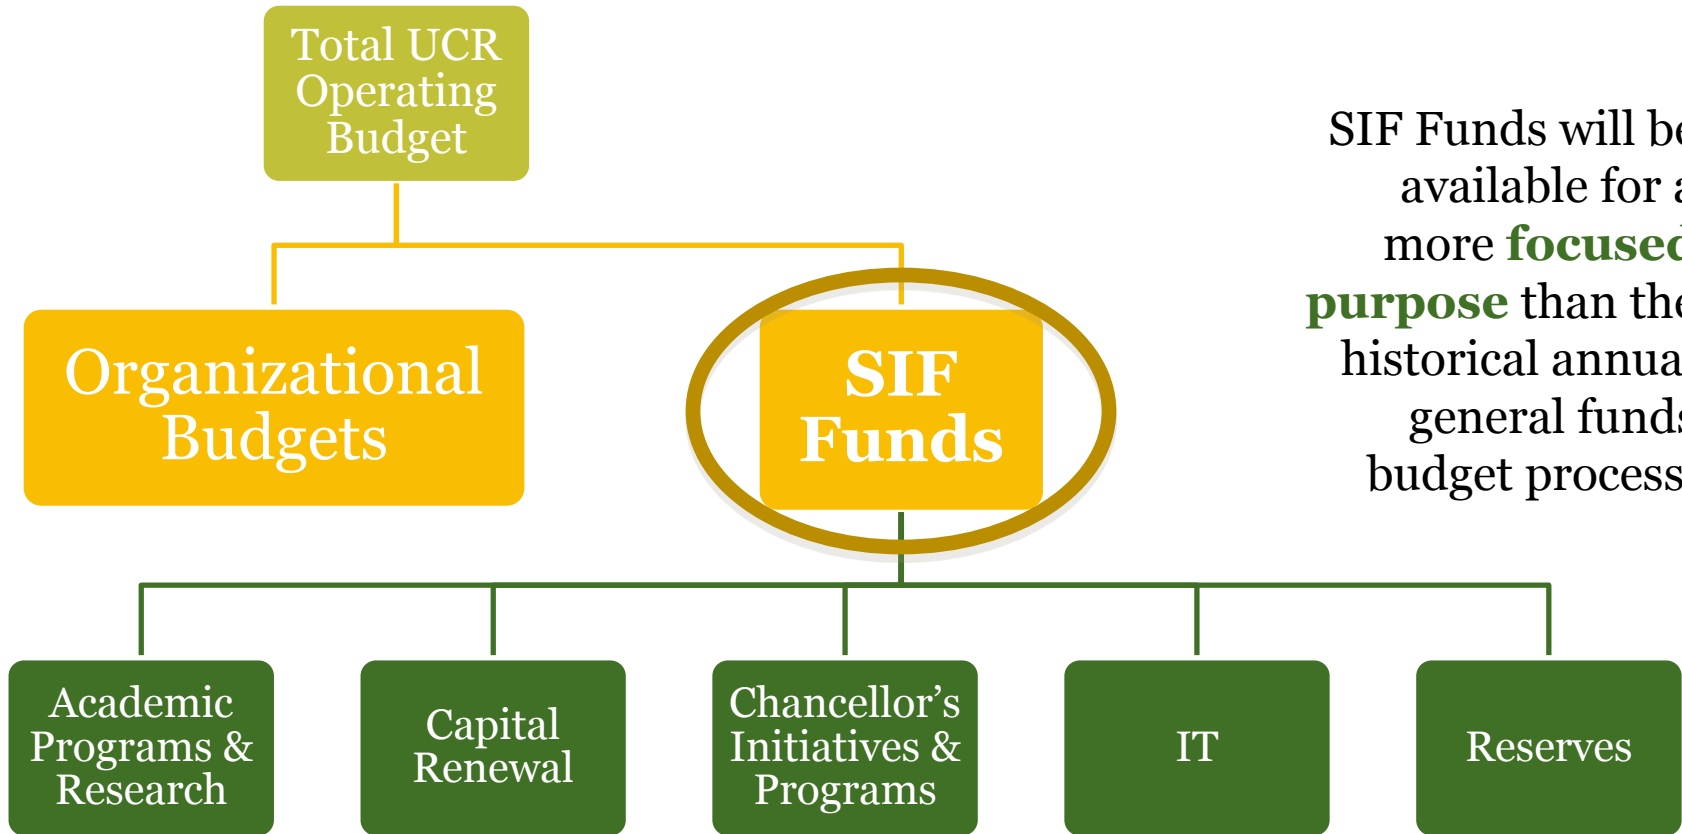 Total UCR
Operating
Budget
SIF Funds will be
available for a
more focused
purpose than the
historical annual
general funds
budget process
Organizational
Budgets
SIF
Funds
Academic
Programs &
Research
Capital
Renewal
Chancellor’s
Initiatives &
Programs
IT
Reserves